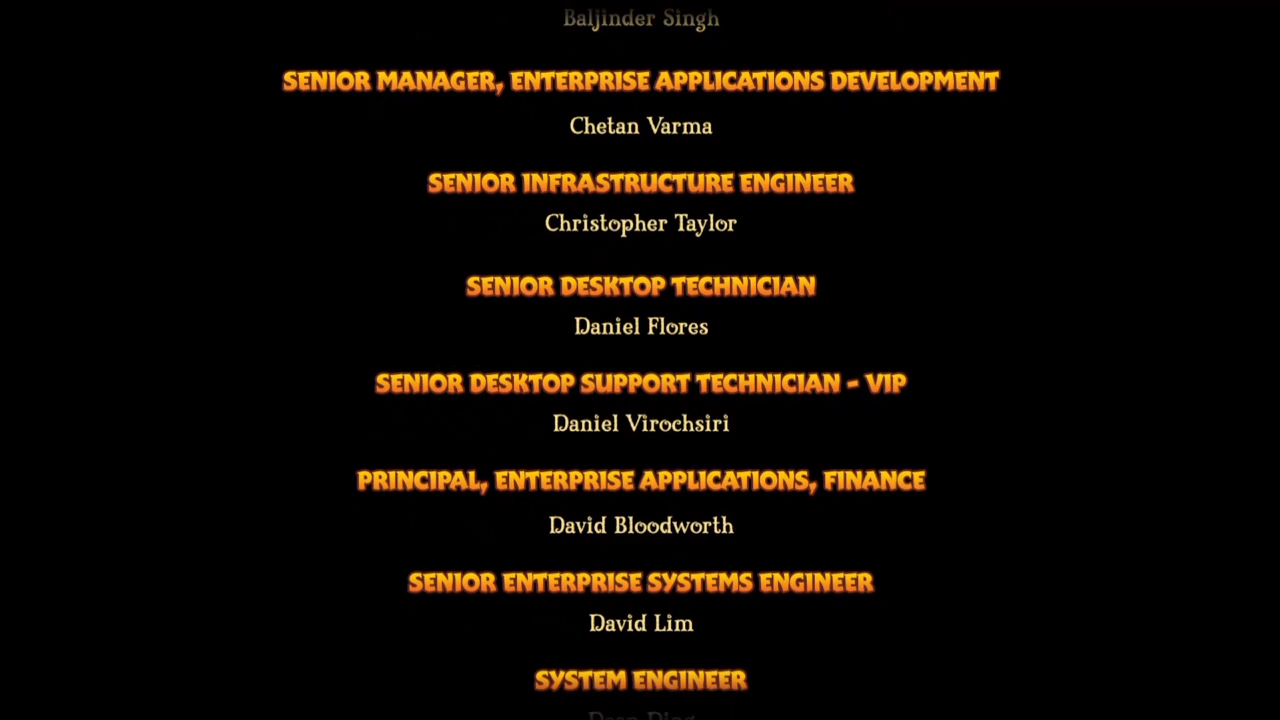 Baljinder Singh
SENIOR MANAGER, ENTERPRISE APPLICATIONS DEVELOPMENT
Chetan Varma
SENIOR INFRASTRUCTURE ENGINEER
Christopher Taylor
SENIOR DESKTOP TECHNICIAN
Daniel Flores
SENIOR DESKTOP SUPPORT TECHNICIAN - VIP
Daniel Virochsiri
PRINCIPAL, ENTERPRISE APPLICATIONS, FINANCE
David Bloodworth
SENIOR ENTERPRISE SYSTEMS ENGINEER
David Lim
SYSTEM ENGINEER